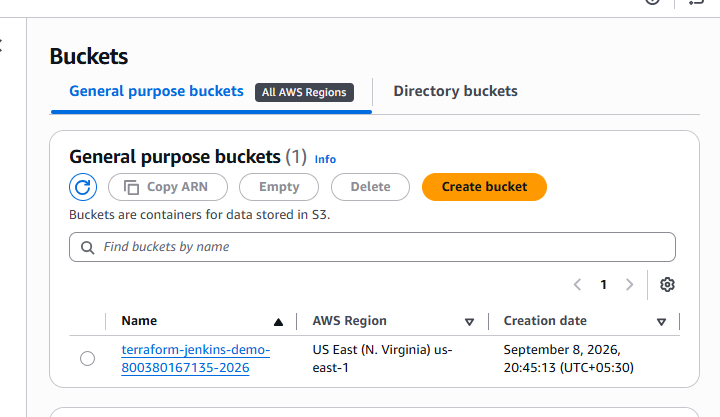 Buckets
General purpose buckets All AWS Regions Directory buckets
General purpose buckets (1) Info
Copy ARN Empty Delete Create bucket
Buckets are containers for data stored in S3.
Find buckets by name
1
Name AWS Region Creation date
terraform-jenkins-demo- US East (N. Virginia) us- September 8, 2026,
800380167135-2026 east-1 20:45:13 (UTC+05:30)